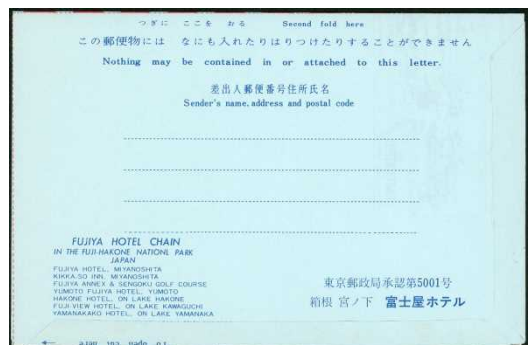 つぎに ここを おる Second fold here
この郵便物には なにも入れたりはりつけたりすることができません
Nothing may be contained in or attached to this letter.
差出人郵便番号住所氏名
Sender's name, address and postal code
FUJIYA HOTEL CHAIN
IN THE FUJI-HAKONE NATIONL PARK
JAPAN
FUJIYA HOTEL, MIYANOSHITA
KIKKA-SO INN, MIYANOSHITA
FUJIYA ANNEX & SENGOKU GOLF COURSE
YUMOTO FUJIYA HOTEL, YUMOTO
HAKONE HOTEL, ON LAKE HAKONE
FUJI-VIEW HOTEL, ON LAKE KAWAGUCHI
YAMANAKAKO HOTEL, ON LAKE YAMANAKA
東京郵政局承認第5001号
箱根 宮ノ下 富士屋ホテル